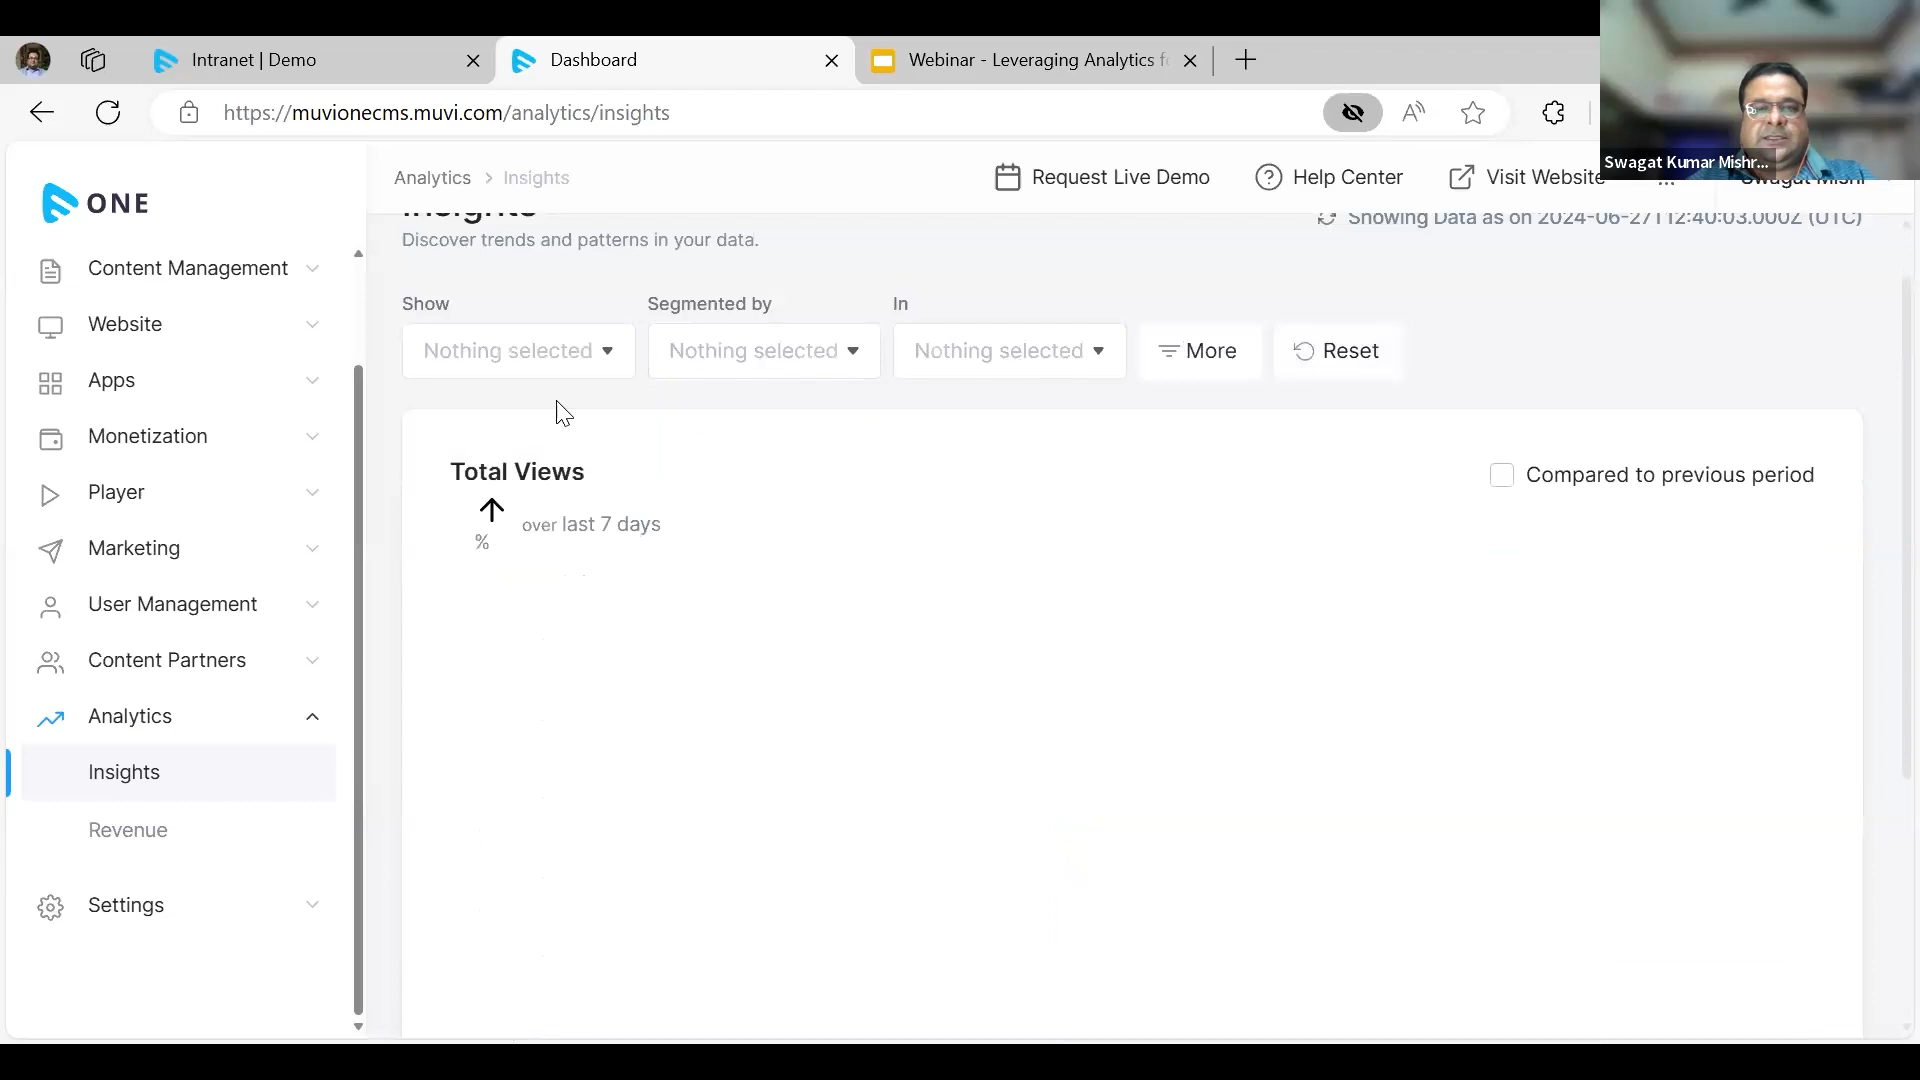 Intranet | Demo
Dashboard
Webinar - Leveraging Analytics f
https://muvionecms.muvi.com/analytics/insights
Swagat Kumar Mishr...
ONE
Analytics > Insights
Request Live Demo
Help Center
Visit Website
Swagat Mishr
Insights
Showing Data as on 2024-06-27T12:40:03.000Z (UTC)
Discover trends and patterns in your data.
Content Management
Website
Apps
Monetization
Player
Marketing
User Management
Content Partners
Analytics
Insights
Revenue
Settings
Show
Segmented by
In
Nothing selected
Nothing selected
Nothing selected
More
Reset
Total Views
Compared to previous period
% over last 7 days